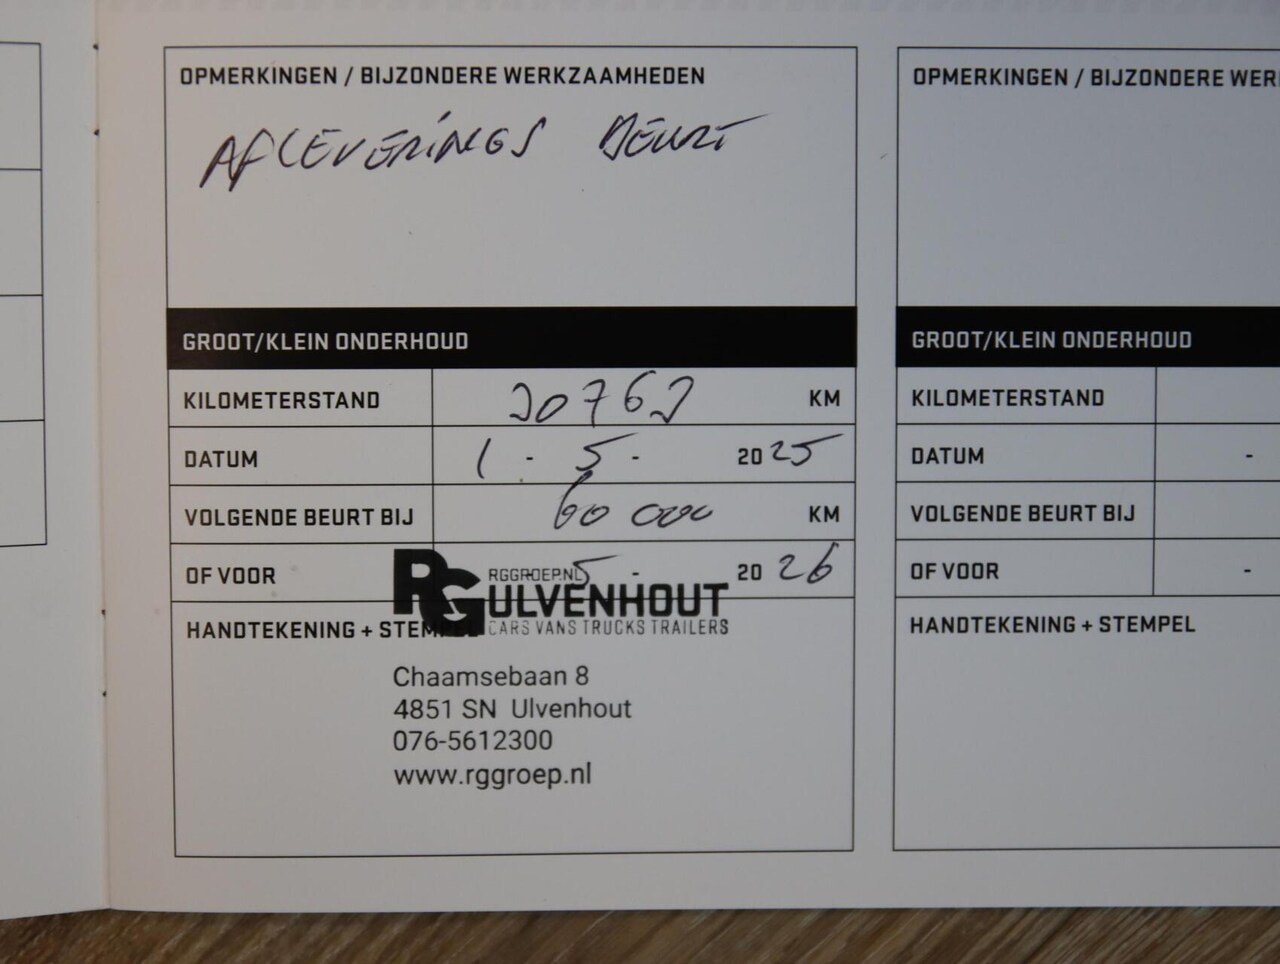 OPMERKINGEN / BIJZONDERE WERKZAAMHEDEN
AFLEVERINGS BEURT
GROOT/KLEIN ONDERHOUD
KILOMETERSTAND 20762 KM
DATUM 1 - 5 - 2025
VOLGENDE BEURT BIJ 60 000 KM
OF VOOR 5 - 2026
HANDTEKENING + STEMPEL
RG RGGROEP.NL
ULVENHOUT
CARS VANS TRUCKS TRAILERS
Chaamsebaan 8
4851 SN Ulvenhout
076-5612300
www.rggroep.nl
OPMERKINGEN / BIJZONDERE WER
GROOT/KLEIN ONDERHOUD
KILOMETERSTAND
DATUM -
VOLGENDE BEURT BIJ
OF VOOR -
HANDTEKENING + STEMPEL